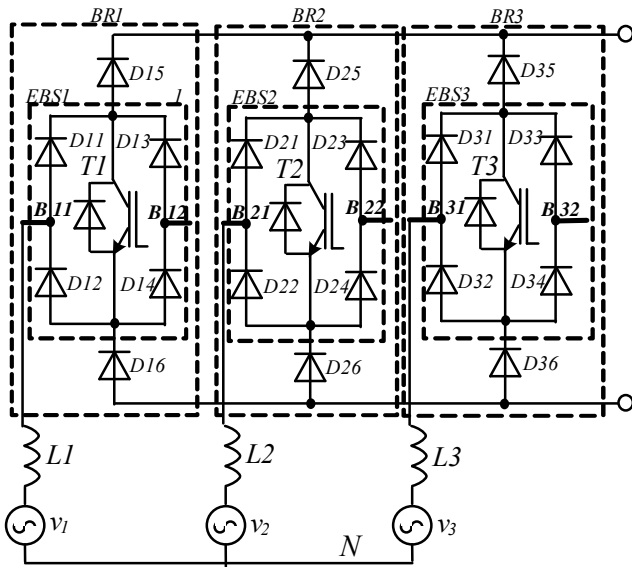 BR1 BR2 BR3
D15 D25 D35
EBS1 1 EBS2 EBS3
D11 D13 D21 D23 D31 D33
T1 T2 T3
B 11 B 12 B 21 B 22 B 31 B 32
D12 D14 D22 D24 D32 D34
D16 D26 D36
L1 L2 L3
v1 v2 v3
N